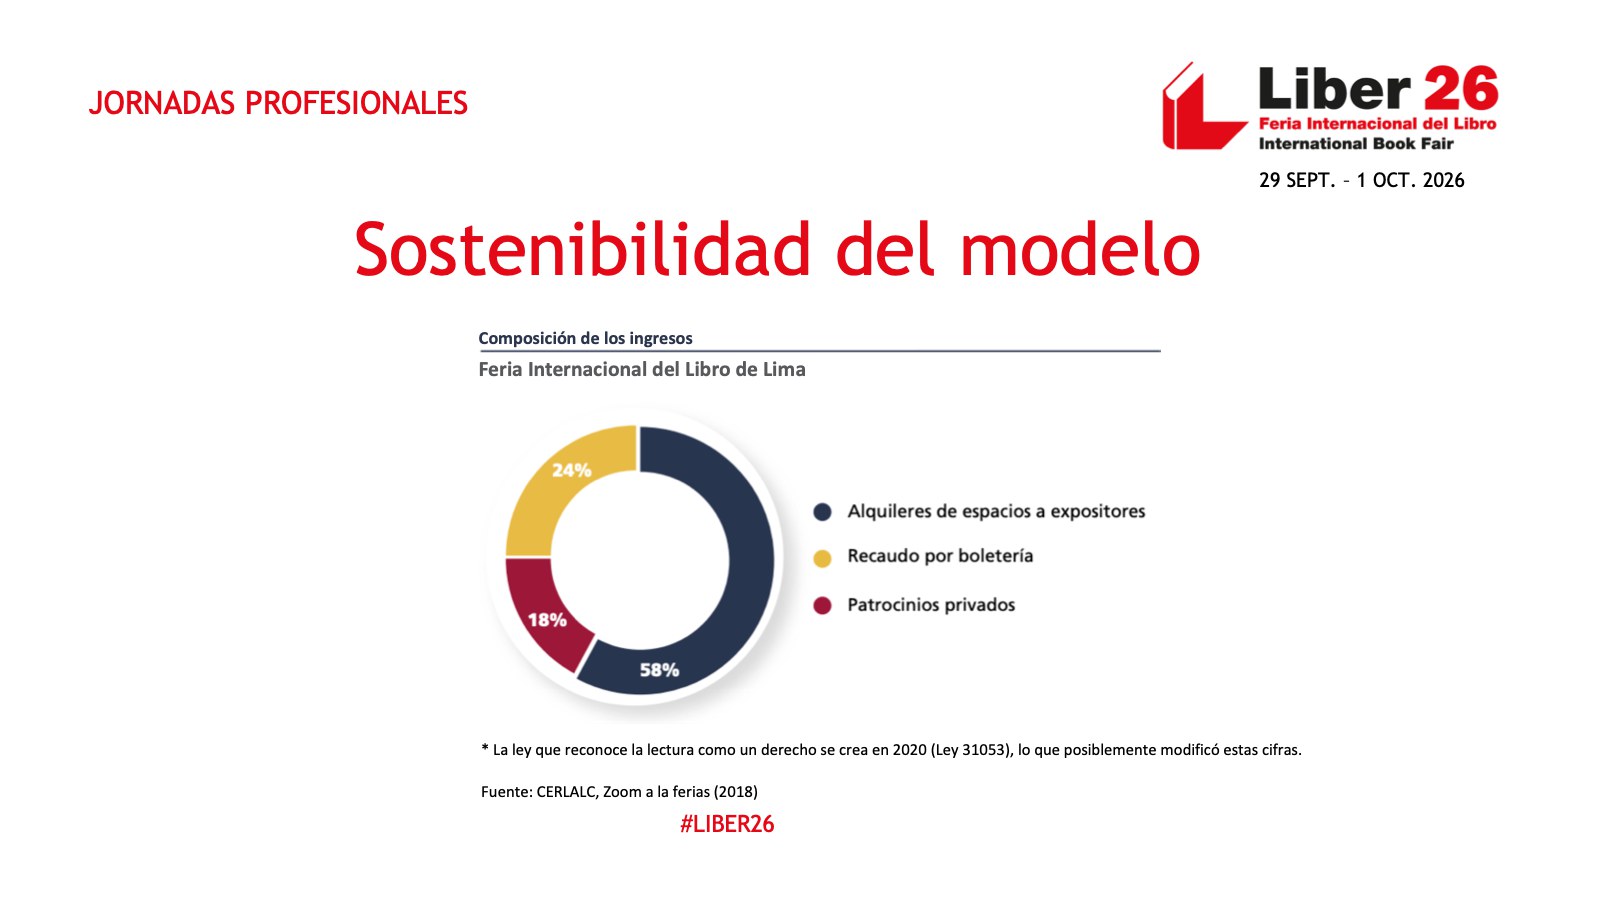 JORNADAS PROFESIONALES
Liber 26
Feria Internacional del Libro
International Book Fair
29 SEPT. - 1 OCT. 2026
Sostenibilidad del modelo
Composición de los ingresos
Feria Internacional del Libro de Lima
24%
18%
58%
Alquileres de espacios a expositores
Recaudo por boletería
Patrocinios privados
* La ley que reconoce la lectura como un derecho se crea en 2020 (Ley 31053), lo que posiblemente modificó estas cifras.
Fuente: CERLALC, Zoom a la ferias (2018)
#LIBER26